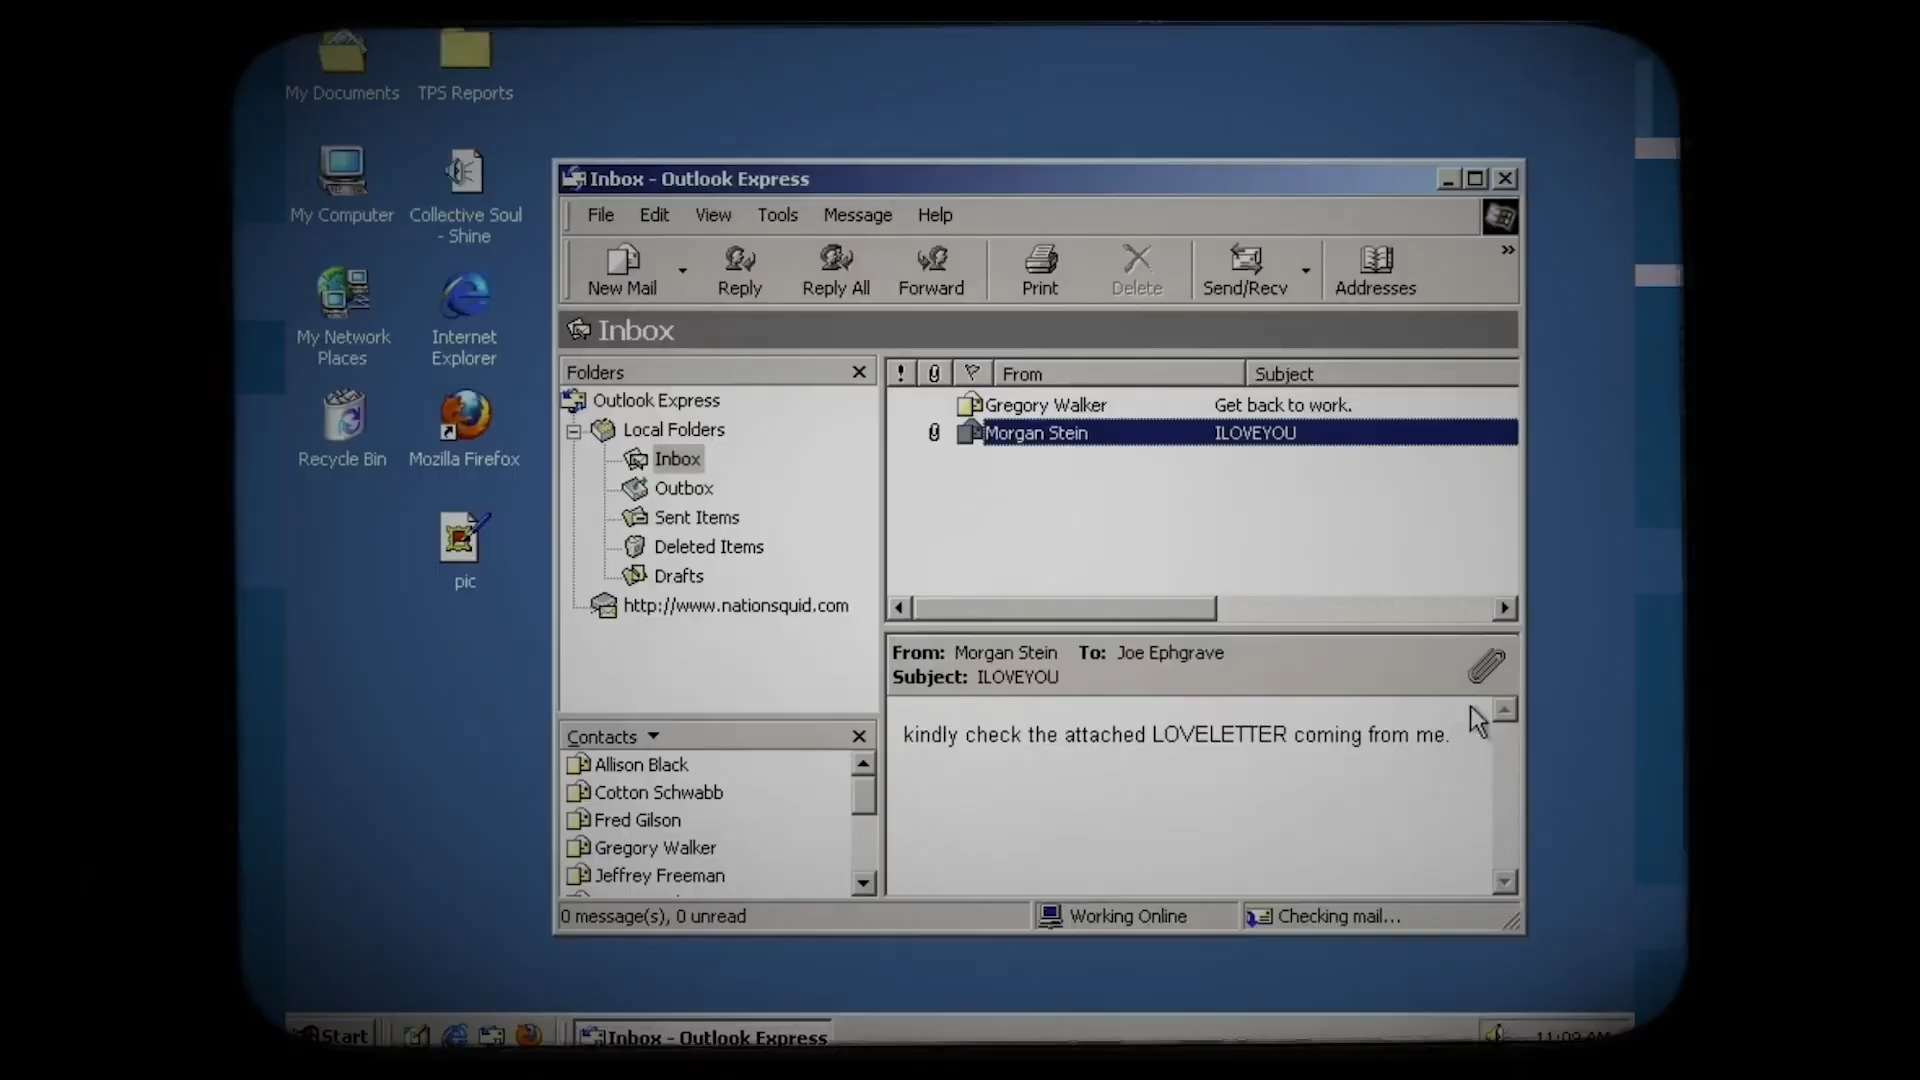 My Documents
TPS Reports
My Computer
Collective Soul
- Shine
My Network
Places
Internet
Explorer
Recycle Bin
Mozilla Firefox
pic
Inbox - Outlook Express
File Edit View Tools Message Help
New Mail Reply Reply All Forward Print Delete Send/Recv Addresses
Inbox
Folders
Outlook Express
Local Folders
Inbox
Outbox
Sent Items
Deleted Items
Drafts
http://www.nationsquid.com
Contacts
Allison Black
Cotton Schwabb
Fred Gilson
Gregory Walker
Jeffrey Freeman
! From Subject
Gregory Walker Get back to work.
Morgan Stein ILOVEYOU
From: Morgan Stein To: Joe Ephgrave
Subject: ILOVEYOU
kindly check the attached LOVELETTER coming from me.
0 message(s), 0 unread
Working Online
Checking mail...
Start
Inbox - Outlook Express
11:09 AM